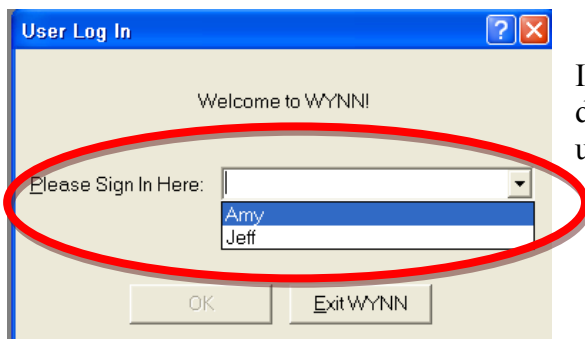 User Log In
Welcome to WYNN!
Please Sign In Here:
Amy
Jeff
OK
Exit WYNN